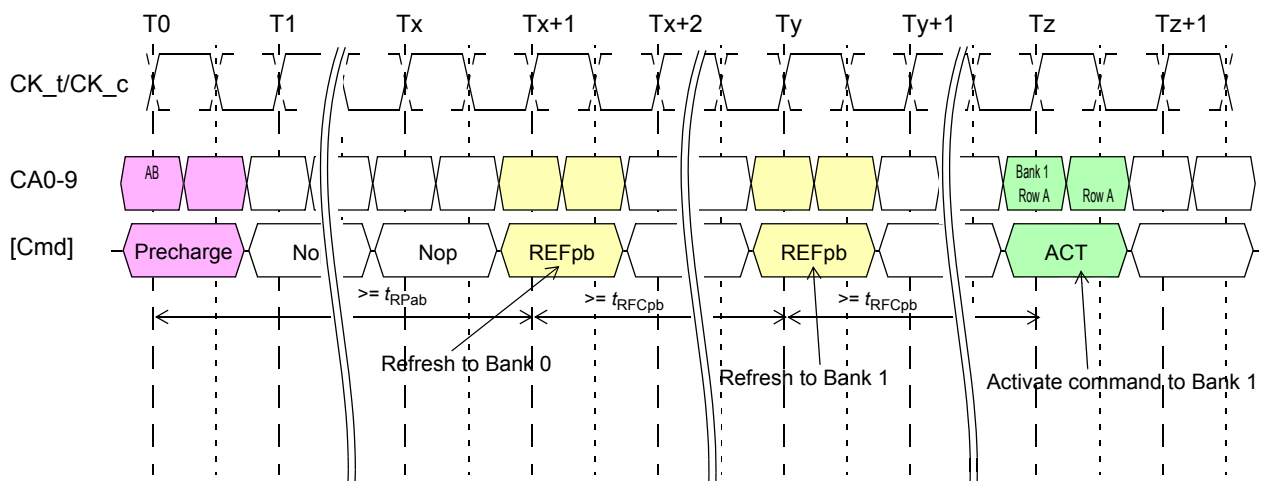 T0 T1 Tx Tx+1 Tx+2 Ty Ty+1 Tz Tz+1
CK_t/CK_c
CA0-9
AB
Bank 1
Row A
Row A
[Cmd]
Precharge
No
Nop
REFpb
REFpb
ACT
>= tRPab
>= tRFCpb
>= tRFCpb
Refresh to Bank 0
Refresh to Bank 1
Activate command to Bank 1